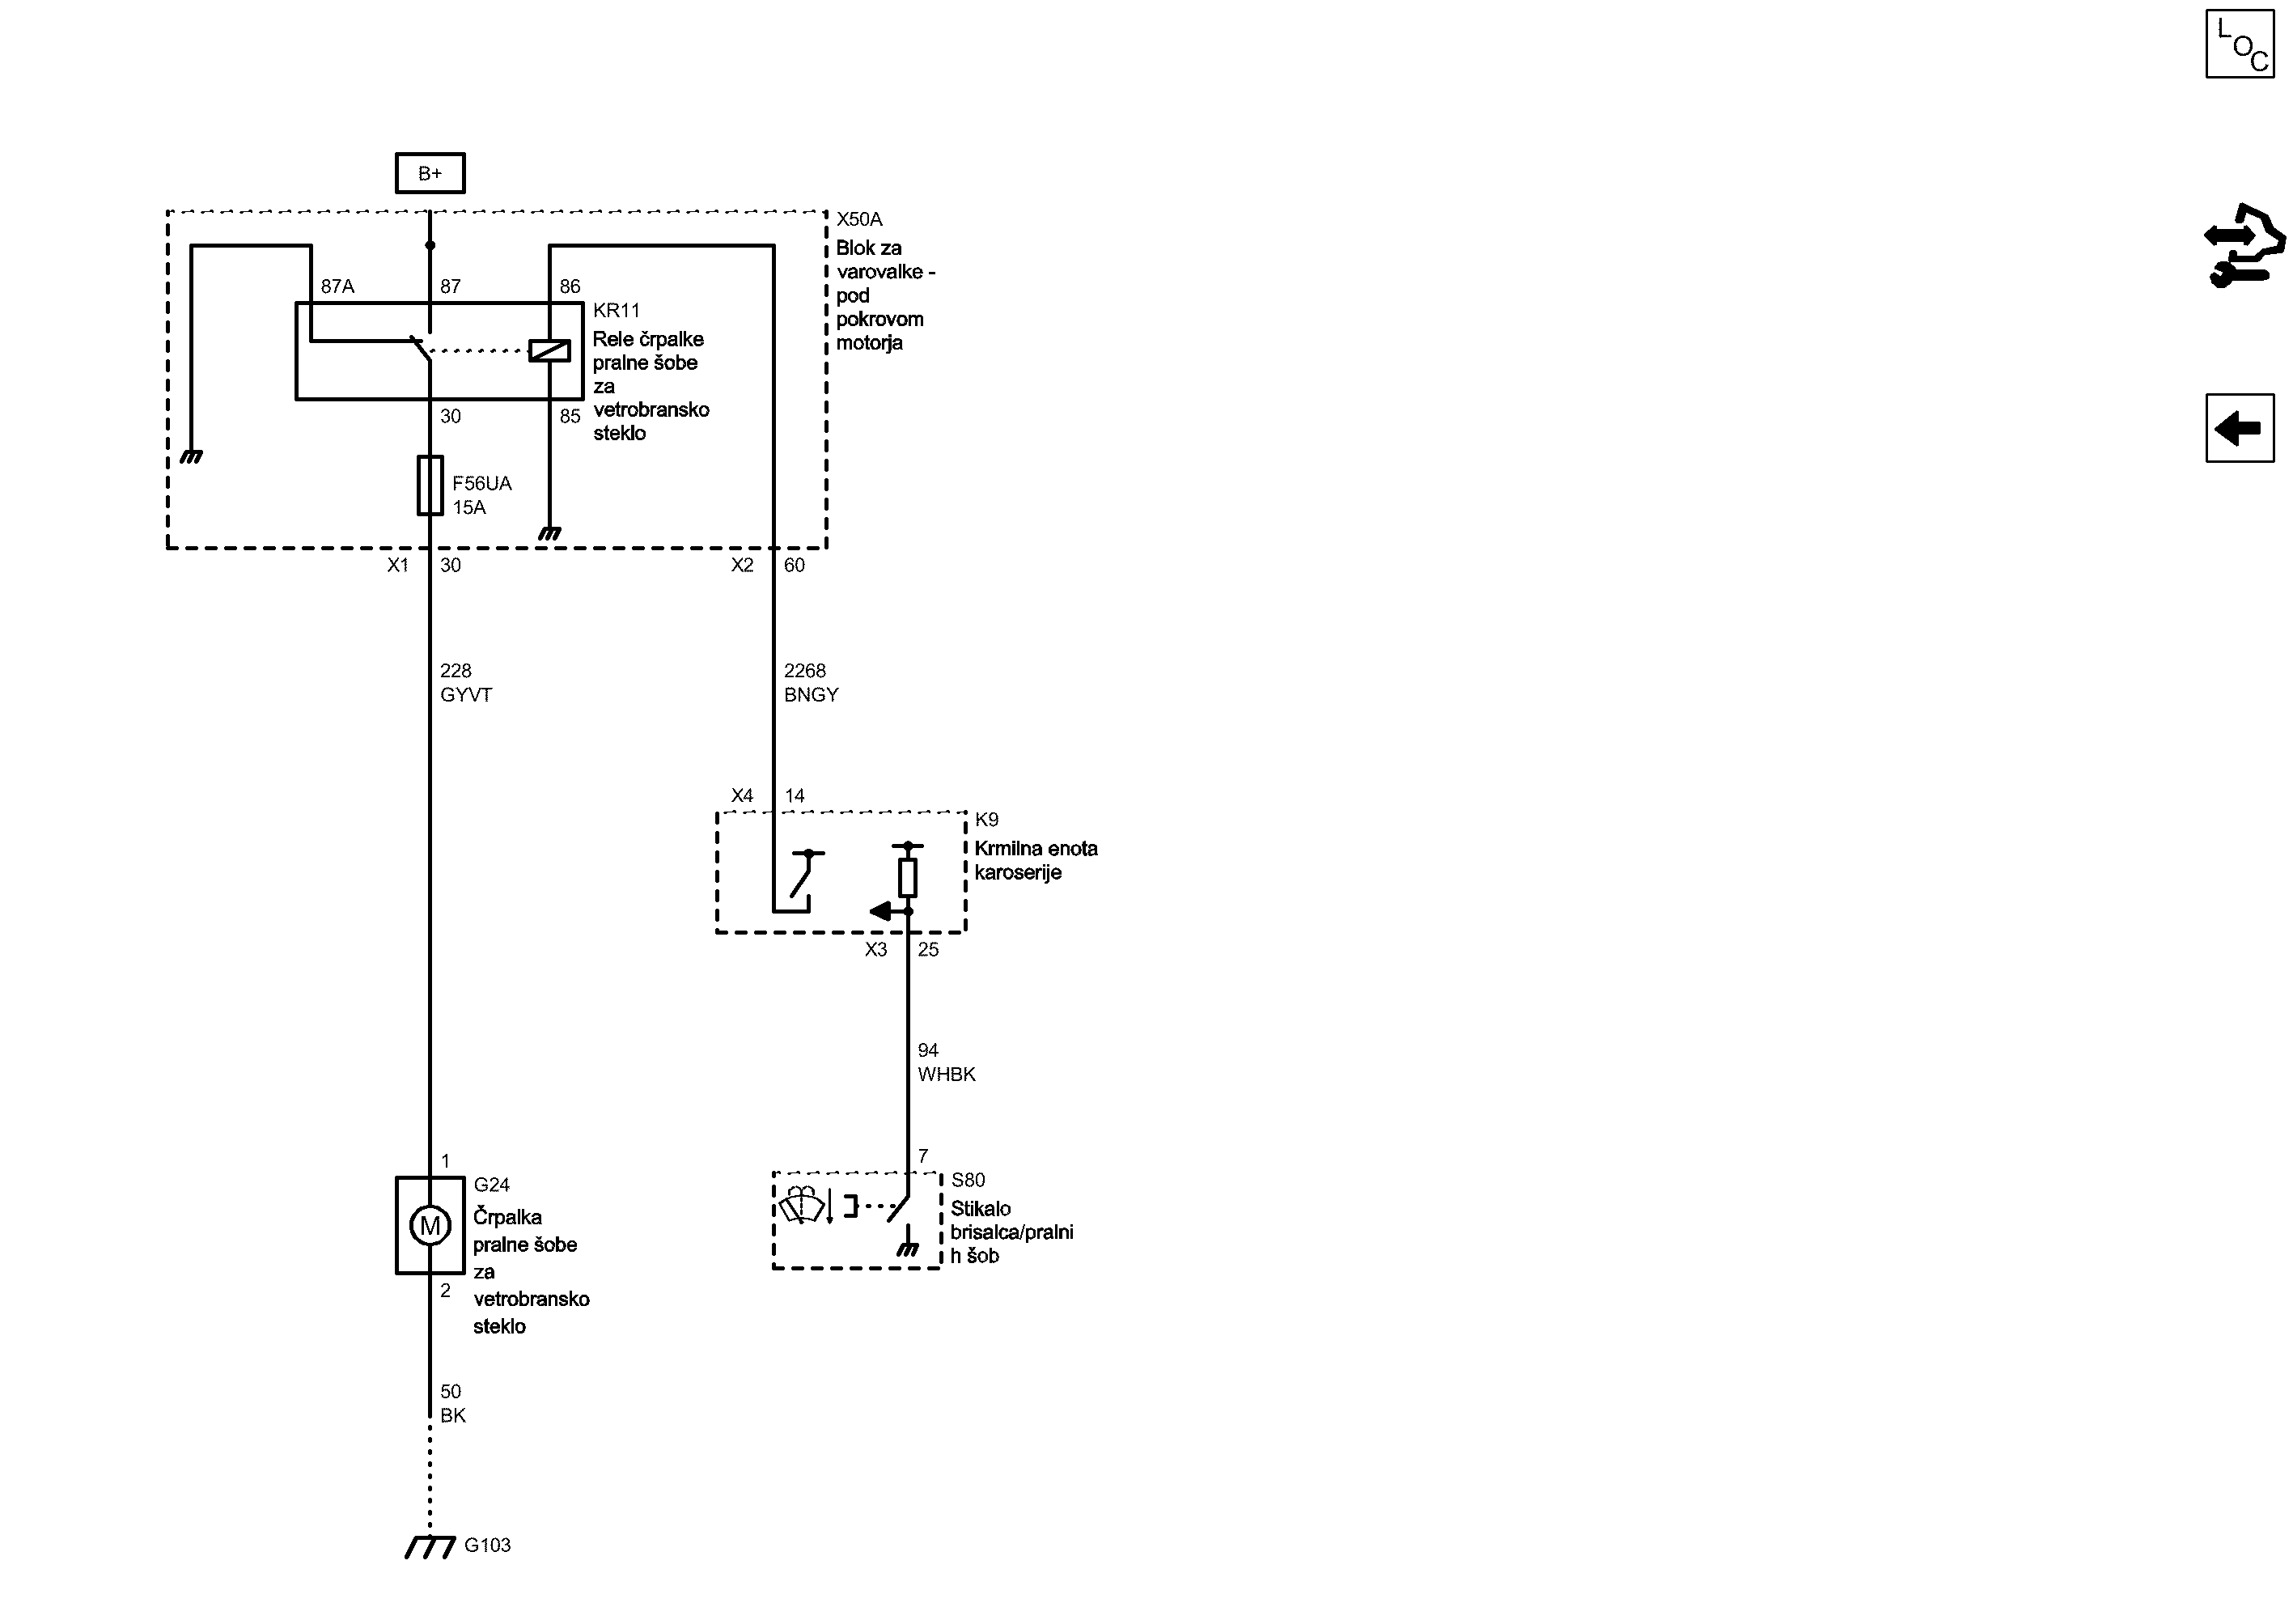 L
O
C
B+
X50A
Blok za
varovalke -
pod
pokrovom
motorja
87A
87
86
KR11
Rele črpalke
pralne šobe
za
vetrobransko
steklo
30
85
F56UA
15A
X1
30
X2
60
228
GYVT
2268
BNGY
X4
14
K9
Krmilna enota
karoserije
X3
25
94
WHBK
1
G24
Črpalka
pralne šobe
za
vetrobransko
steklo
M
2
7
S80
Stikalo
brisalca/pralni
h šob
50
BK
G103